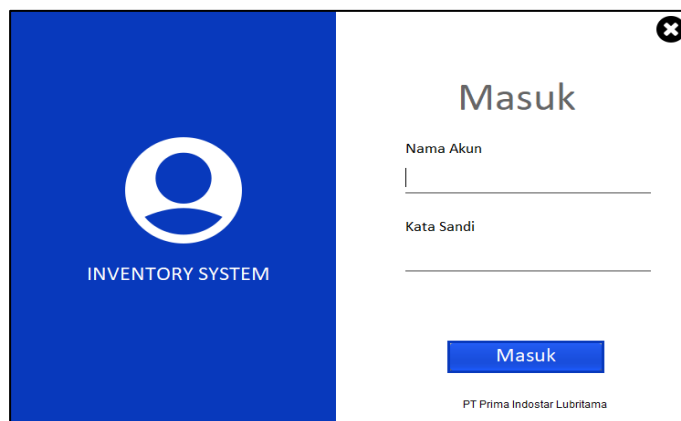 INVENTORY SYSTEM
Masuk
Nama Akun
Kata Sandi
Masuk
PT Prima Indostar Lubritama